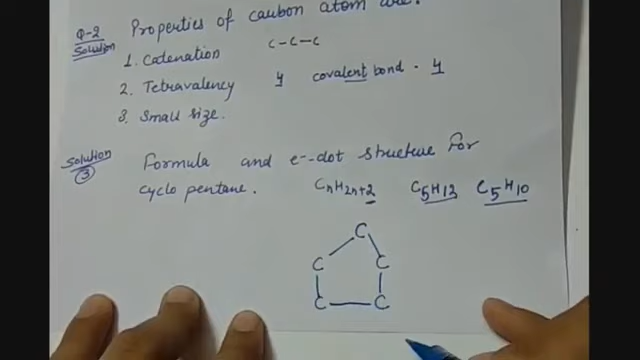 Q-2 Properties of carbon atom are.
Solution
1. Catenation C-C-C
2. Tetravalency 4 covalent bond - 4
3. Small size.
Solution Formula and e--dot structure for
3 cyclo pentane. CnH2n+2 C5H12 C5H10
C
C C
C C